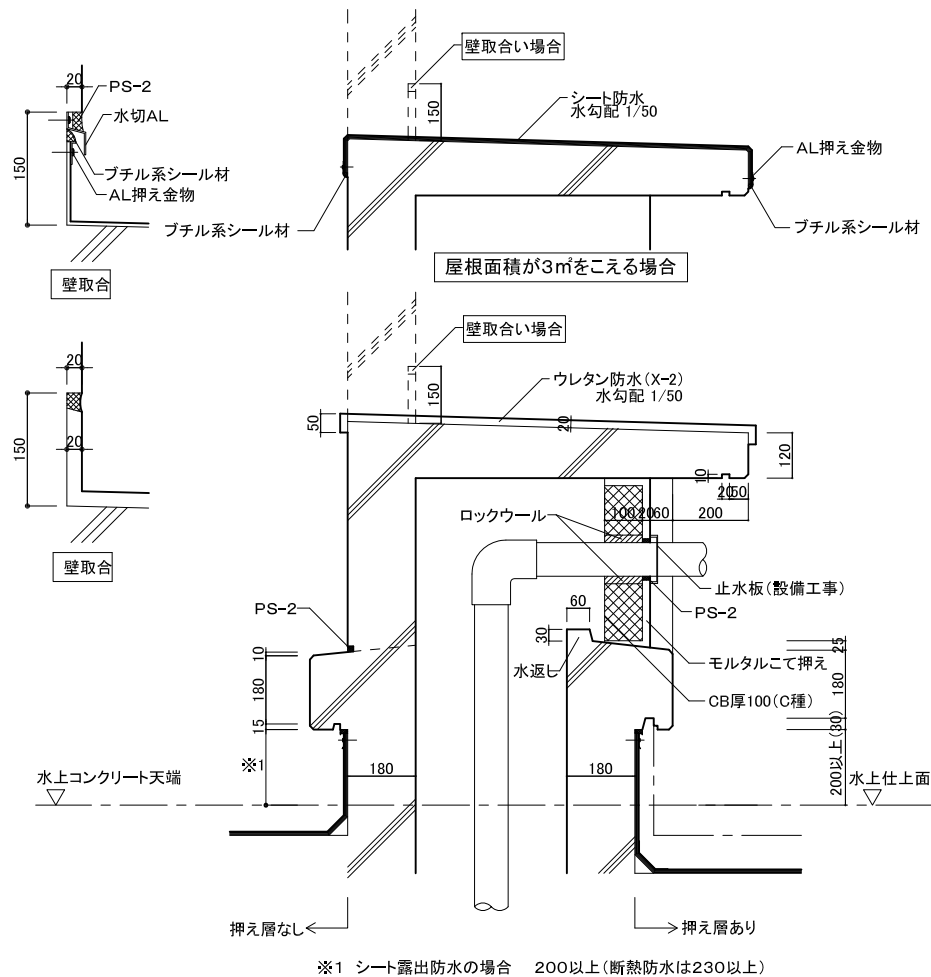 壁取合い場合
20
PS-2
水切AL
150
ブチル系シール材
AL押え金物
壁取合
150
シート防水
水勾配 1/50
AL押え金物
ブチル系シール材
ブチル系シール材
屋根面積が3㎡をこえる場合
壁取合い場合
20
150
20
壁取合
150
ウレタン防水(X-2)
水勾配 1/50
50
20
120
10
20
50
ロックウール
100
20
60
200
止水板(設備工事)
PS-2
PS-2
60
30
水返し
モルタルこて押え
CB厚100(C種)
10
180
15
※1
25
180
(30)
200以上
180
180
水上コンクリート天端
水上仕上面
押え層なし
押え層あり
※1 シート露出防水の場合 200以上(断熱防水は230以上)